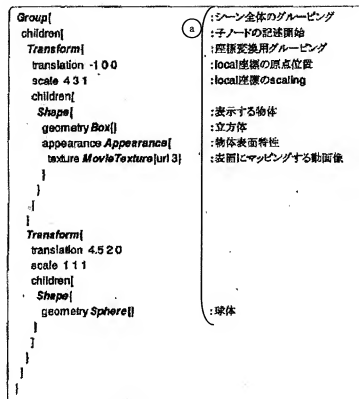 Group{ :シーン全体のグルーピング
ⓐ
children[ :子ノードの記述開始
Transform{ :座標変換用グルーピング
translation -1 0 0 :local座標の原点位置
scale 4 3 1 :local座標のscaling
children[
Shape{ :表示する物体
geometry Box{} :立方体
appearance Appearance{ :物体表面特性
texture MovieTexture{url 3} :表面にマッピングする動画像
}
}
]
}
Transform{
translation 4.5 2 0
scale 1 1 1
children[
Shape{
geometry Sphere{} :球体
}
]
}
]
}